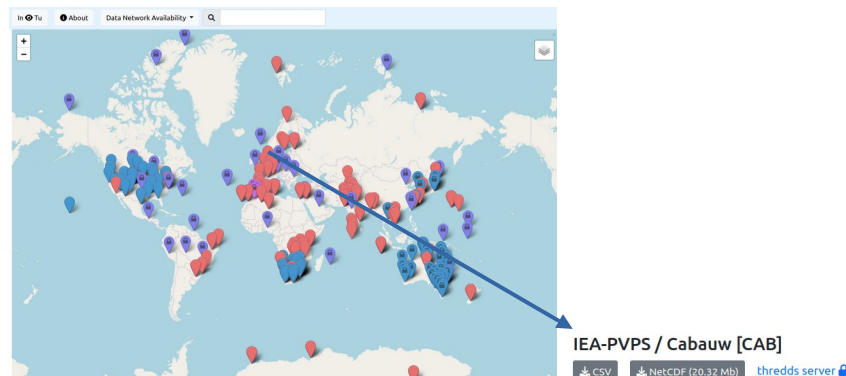 In Tu About Data Network Availability
+
−
IEA-PVPS / Cabauw [CAB]
CSV NetCDF (20.32 Mb) thredds server